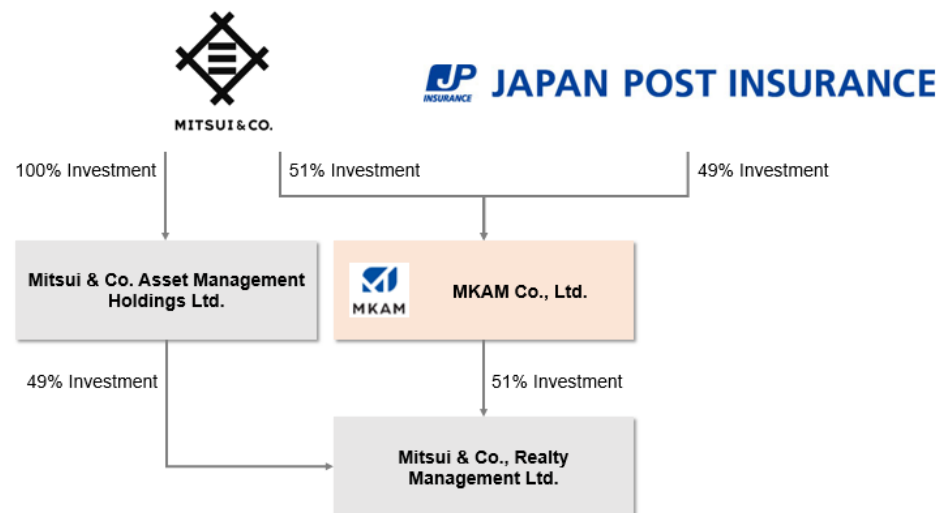 MITSUI & CO.
JP
INSURANCE
JAPAN POST INSURANCE
100% Investment
51% Investment
49% Investment
Mitsui & Co. Asset Management
Holdings Ltd.
MKAM
MKAM Co., Ltd.
49% Investment
51% Investment
Mitsui & Co., Realty
Management Ltd.